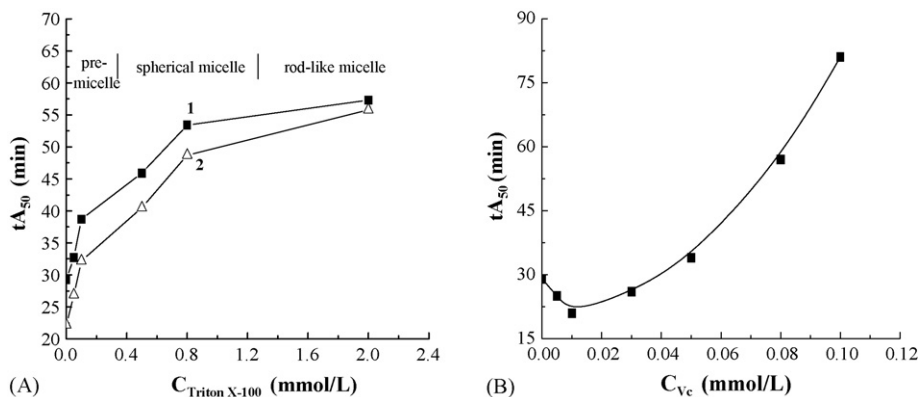 70
65
60
55
50
45
40
35
30
25
20
tA50 (min)
pre-
micelle
spherical micelle
rod-like micelle
1
2
0.0 0.4 0.8 1.2 1.6 2.0 2.4
(A)
C Triton X-100 (mmol/L)
90
75
60
45
30
15
tA50 (min)
0.00 0.02 0.04 0.06 0.08 0.10 0.12
(B)
C Vc (mmol/L)